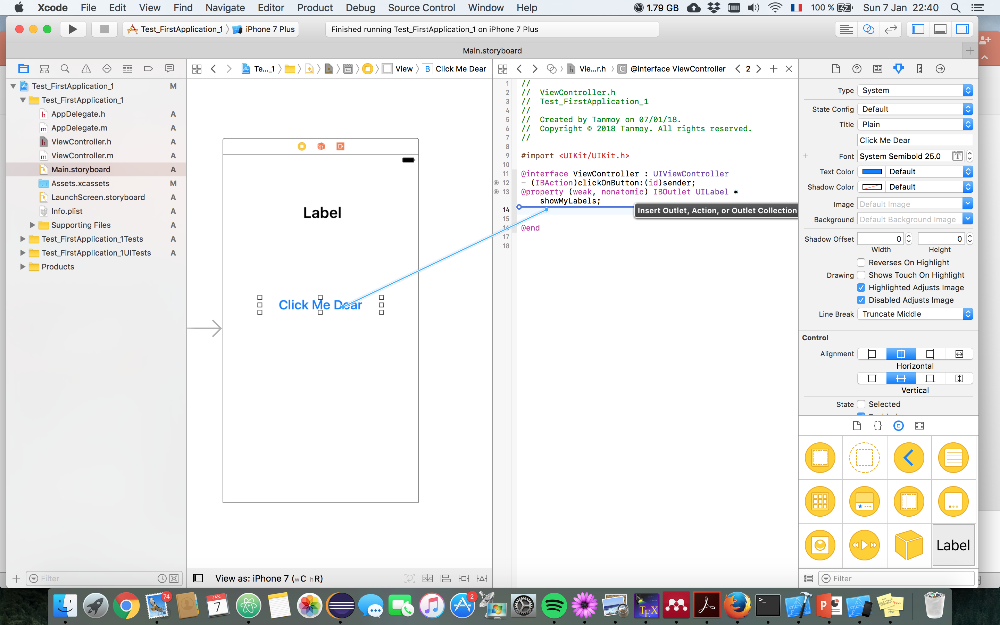 Xcode File Edit View Find Navigate Editor Product Debug Source Control Window Help 1.79 GB 100 % Sun 7 Jan 22:40
Test_FirstApplication_1 iPhone 7 Plus
Finished running Test_FirstApplication_1 on iPhone 7 Plus
Main.storyboard
Te..._1 View B Click Me Dear
h Vie...r.h C @interface ViewController 2
Test_FirstApplication_1 M
Test_FirstApplication_1
h AppDelegate.h A
m AppDelegate.m A
h ViewController.h A
m ViewController.m A
Main.storyboard A
Assets.xcassets M
LaunchScreen.storyboard A
Info.plist A
Supporting Files A
Test_FirstApplication_1Tests A
Test_FirstApplication_1UITests A
Products
Filter
Label
Click Me Dear
View as: iPhone 7 (wC hR)
1 //
2 //  ViewController.h
3 //  Test_FirstApplication_1
4 //
5 //  Created by Tanmoy on 07/01/18.
6 //  Copyright © 2018 Tanmoy. All rights reserved.
7 //
8
9 #import <UIKit/UIKit.h>
10
11 @interface ViewController : UIViewController
12 - (IBAction)clickOnButton:(id)sender;
13 @property (weak, nonatomic) IBOutlet UILabel *
showMyLabels;
14 Insert Outlet, Action, or Outlet Collection
15
16 @end
17
18
Type System
State Config Default
Title Plain
Click Me Dear
Font System Semibold 25.0 T
Text Color Default
Shadow Color Default
Image Default Image
Background Default Background Image
Shadow Offset 0 0
Width Height
Reverses On Highlight
Drawing Shows Touch On Highlight
Highlighted Adjusts Image
Disabled Adjusts Image
Line Break Truncate Middle
Control
Alignment
Horizontal
Vertical
State Selected
Label
Filter
74
JAN
7
2
TEX
P